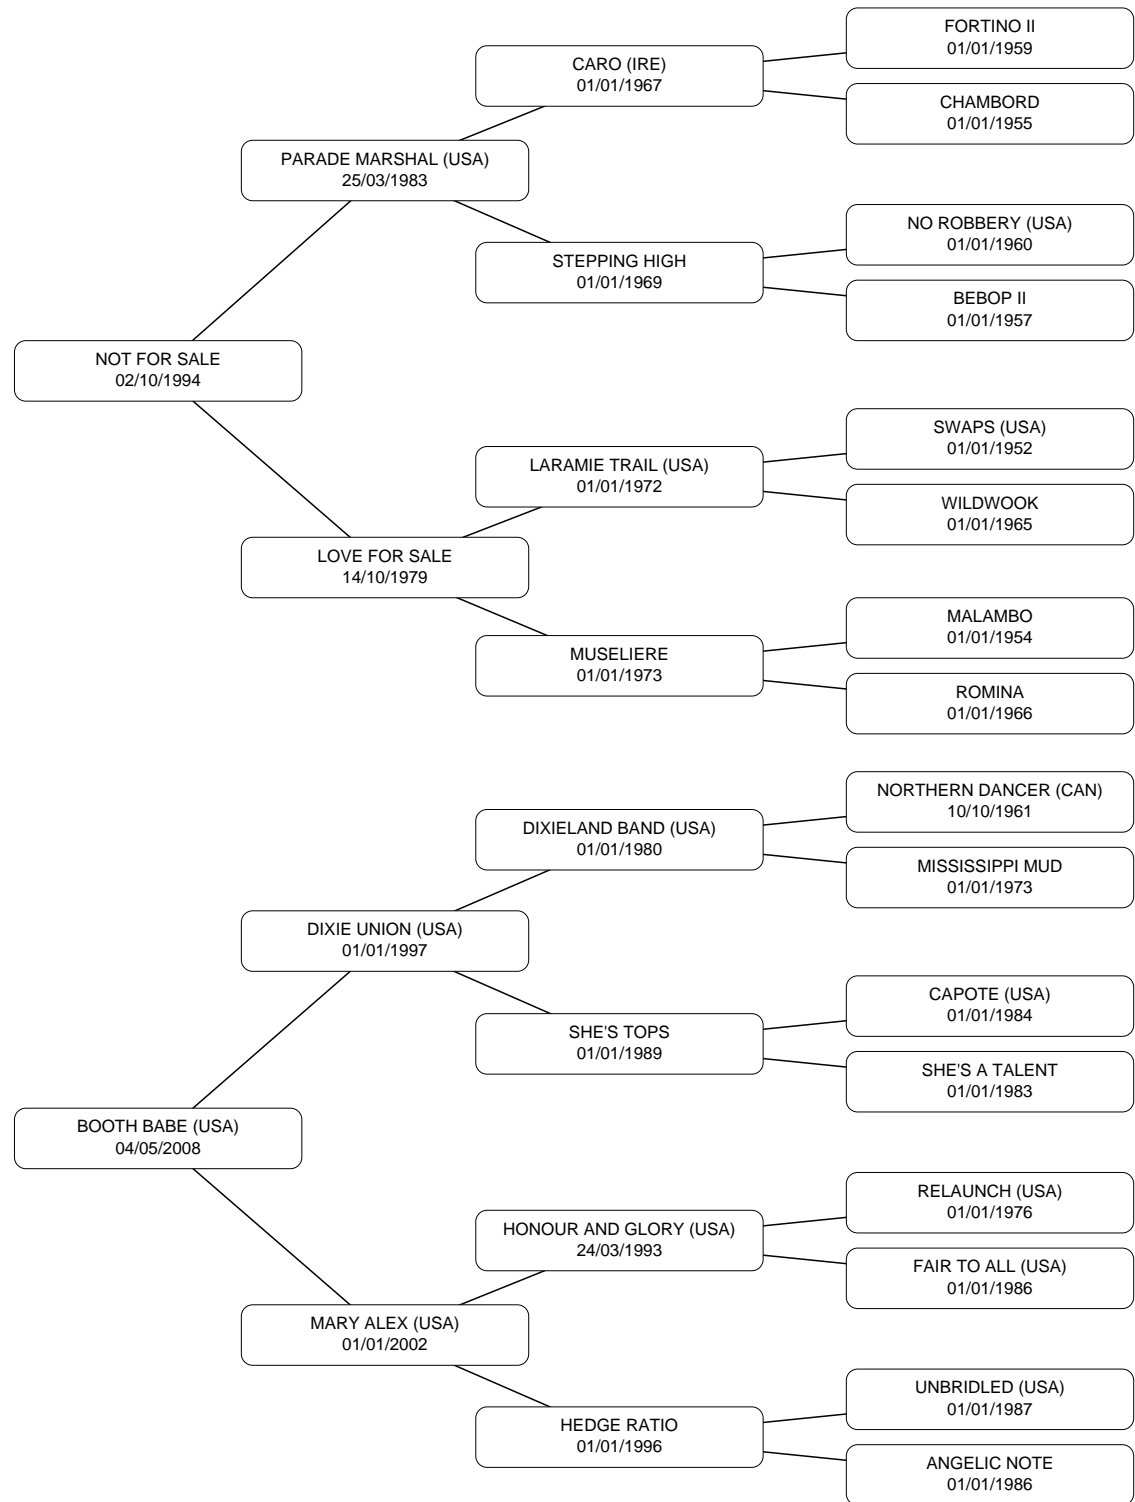 FORTINO II
01/01/1959
CARO (IRE)
01/01/1967
CHAMBORD
01/01/1955
PARADE MARSHAL (USA)
25/03/1983
NO ROBBERY (USA)
01/01/1960
STEPPING HIGH
01/01/1969
BEBOP II
01/01/1957
NOT FOR SALE
02/10/1994
SWAPS (USA)
01/01/1952
LARAMIE TRAIL (USA)
01/01/1972
WILDWOOK
01/01/1965
LOVE FOR SALE
14/10/1979
MALAMBO
01/01/1954
MUSELIERE
01/01/1973
ROMINA
01/01/1966
NORTHERN DANCER (CAN)
10/10/1961
DIXIELAND BAND (USA)
01/01/1980
MISSISSIPPI MUD
01/01/1973
DIXIE UNION (USA)
01/01/1997
CAPOTE (USA)
01/01/1984
SHE'S TOPS
01/01/1989
SHE'S A TALENT
01/01/1983
BOOTH BABE (USA)
04/05/2008
RELAUNCH (USA)
01/01/1976
HONOUR AND GLORY (USA)
24/03/1993
FAIR TO ALL (USA)
01/01/1986
MARY ALEX (USA)
01/01/2002
UNBRIDLED (USA)
01/01/1987
HEDGE RATIO
01/01/1996
ANGELIC NOTE
01/01/1986